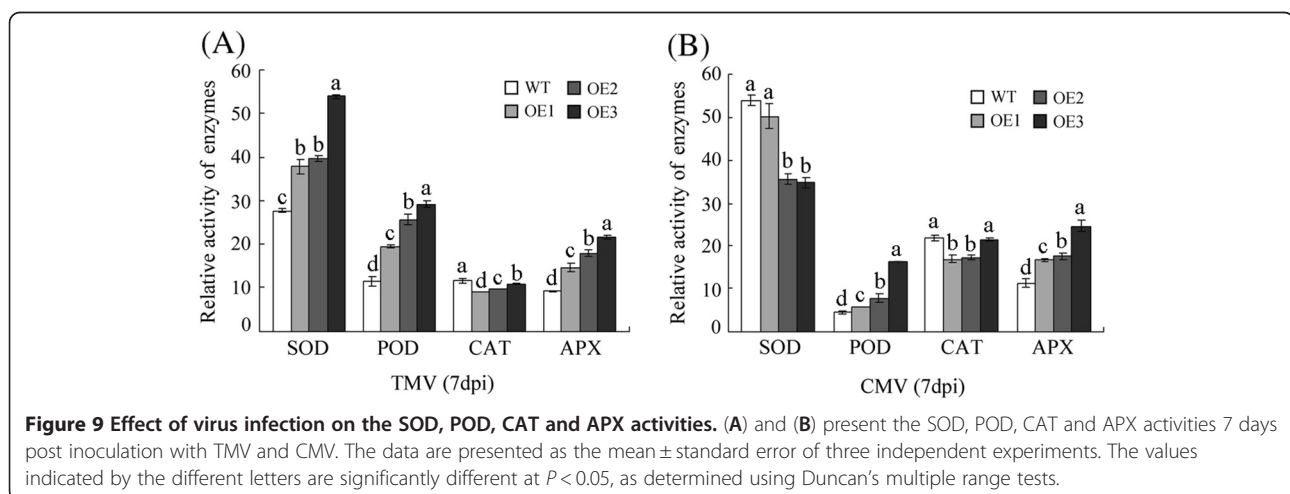 (A)
Relative activity of enzymes
60
50
40
30
20
10
0
WT OE2
OE1 OE3
c b b a
d c b a
a d c b
d c b a
SOD POD CAT APX
TMV (7dpi)
(B)
Relative activity of enzymes
60
50
40
30
20
10
0
WT OE2
OE1 OE3
a a b b
d c b a
a b b a
d c b a
SOD POD CAT APX
CMV (7dpi)
Figure 9 Effect of virus infection on the SOD, POD, CAT and APX activities. (A) and (B) present the SOD, POD, CAT and APX activities 7 days
post inoculation with TMV and CMV. The data are presented as the mean ± standard error of three independent experiments. The values
indicated by the different letters are significantly different at P < 0.05, as determined using Duncan's multiple range tests.